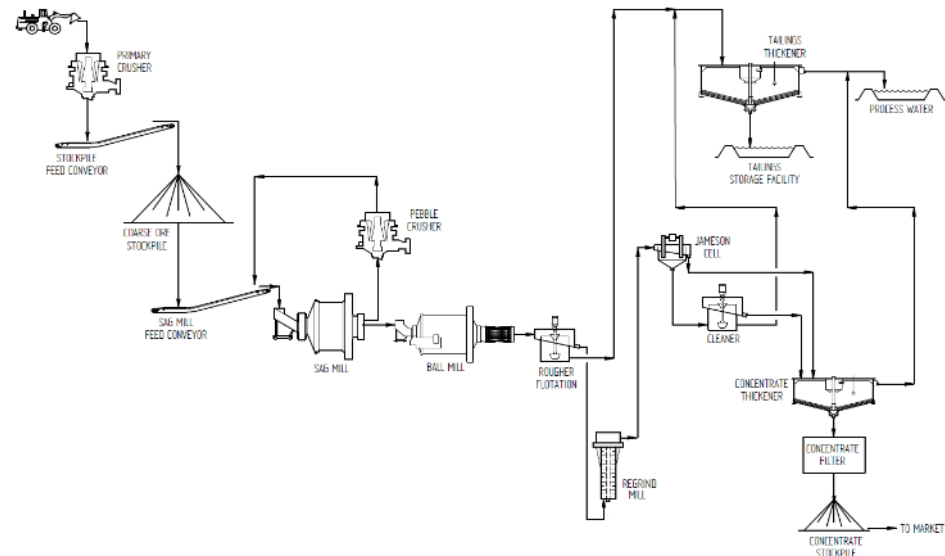 PRIMARY
CRUSHER
STOCKPILE
FEED CONVEYOR
COARSE ORE
STOCKPILE
SAG MILL
FEED CONVEYOR
PEBBLE
CRUSHER
SAG MILL
BALL MILL
ROUGHER
FLOTATION
REGRIND
MILL
JAMESON
CELL
CLEANER
TAILINGS
THICKENER
PROCESS WATER
TAILINGS
STORAGE FACILITY
CONCENTRATE
THICKENER
CONCENTRATE
FILTER
TO MARKET
CONCENTRATE
STOCKPILE